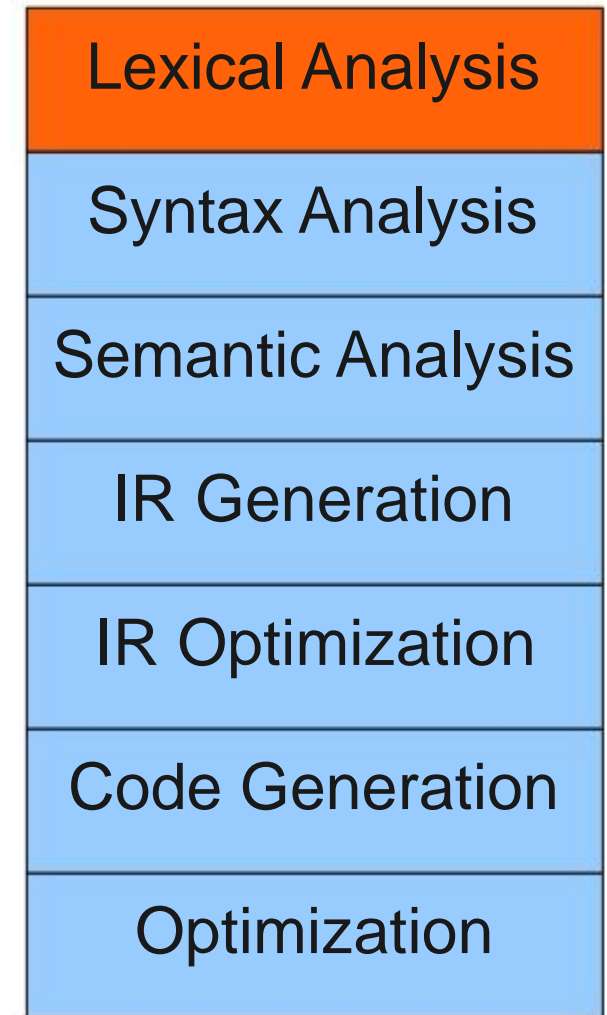 Lexical Analysis
Syntax Analysis
Semantic Analysis
IR Generation
IR Optimization
Code Generation
Optimization